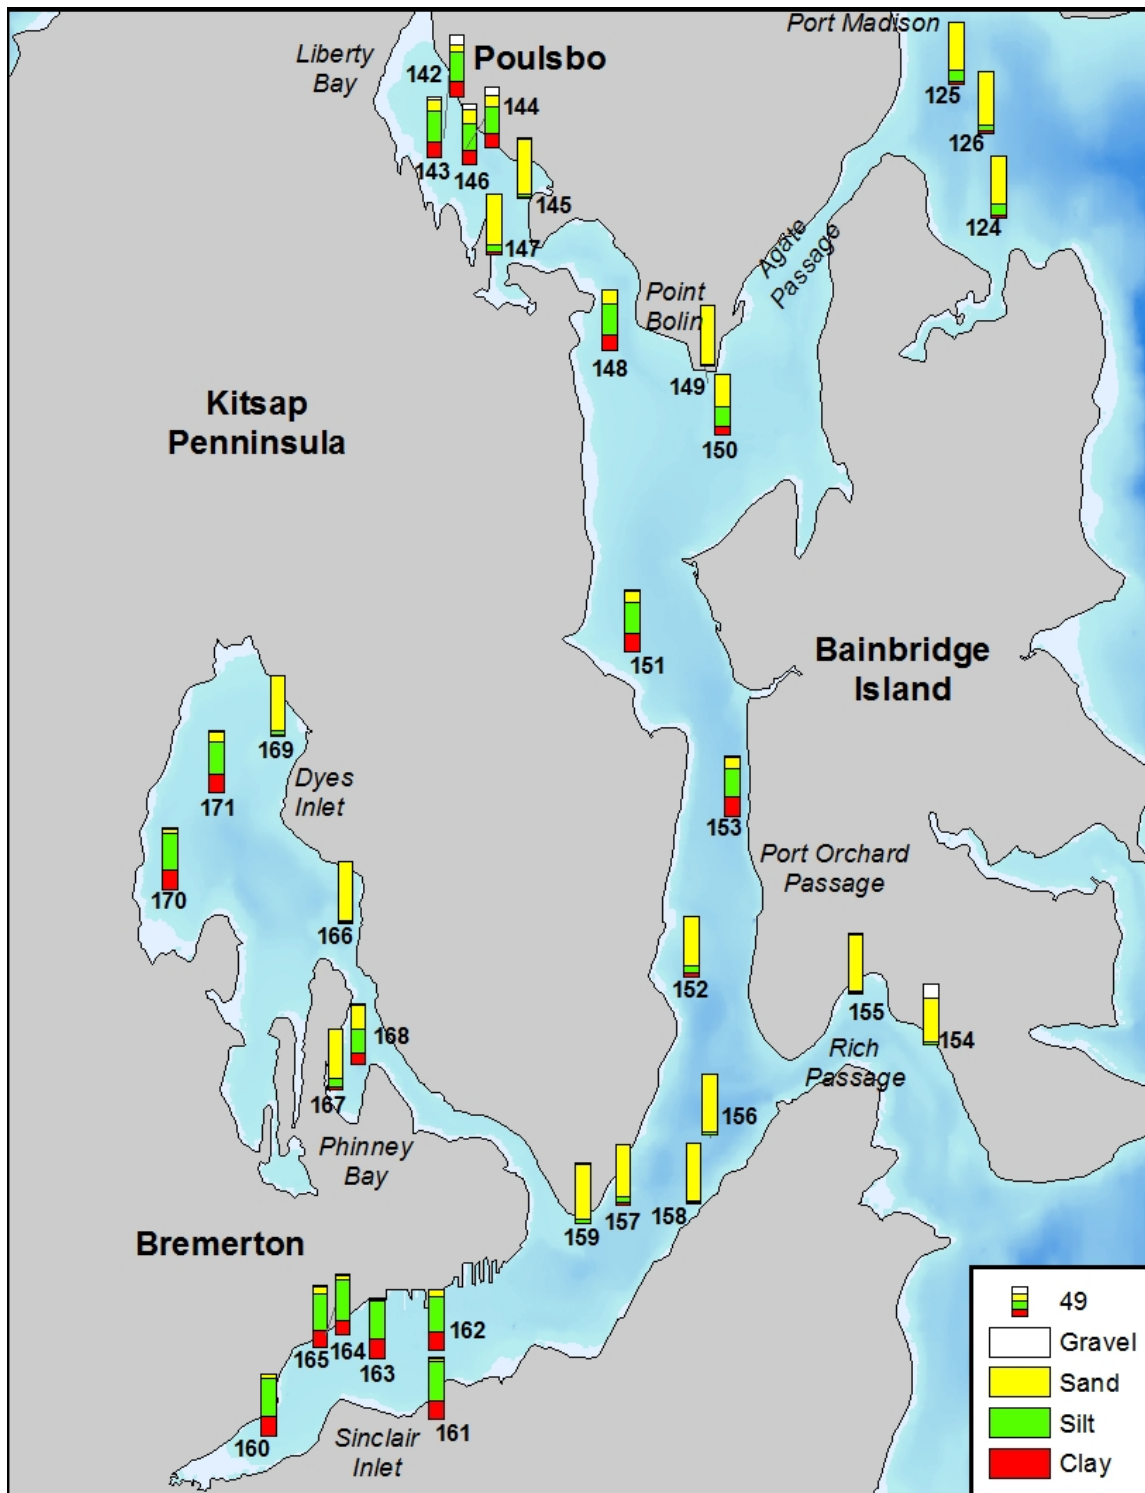 Port Madison
Liberty
Bay
Poulsbo
142
144
125
143
146
126
145
124
147
Agate
Passage
Point
Bolin
148
149
150
Kitsap
Penninsula
151
Bainbridge
Island
169
171
Dyes
Inlet
153
Port Orchard
Passage
170
166
152
155
154
168
Rich
Passage
167
156
Phinney
Bay
157
158
159
Bremerton
162
165
164
163
161
160
Sinclair
Inlet
49
Gravel
Sand
Silt
Clay